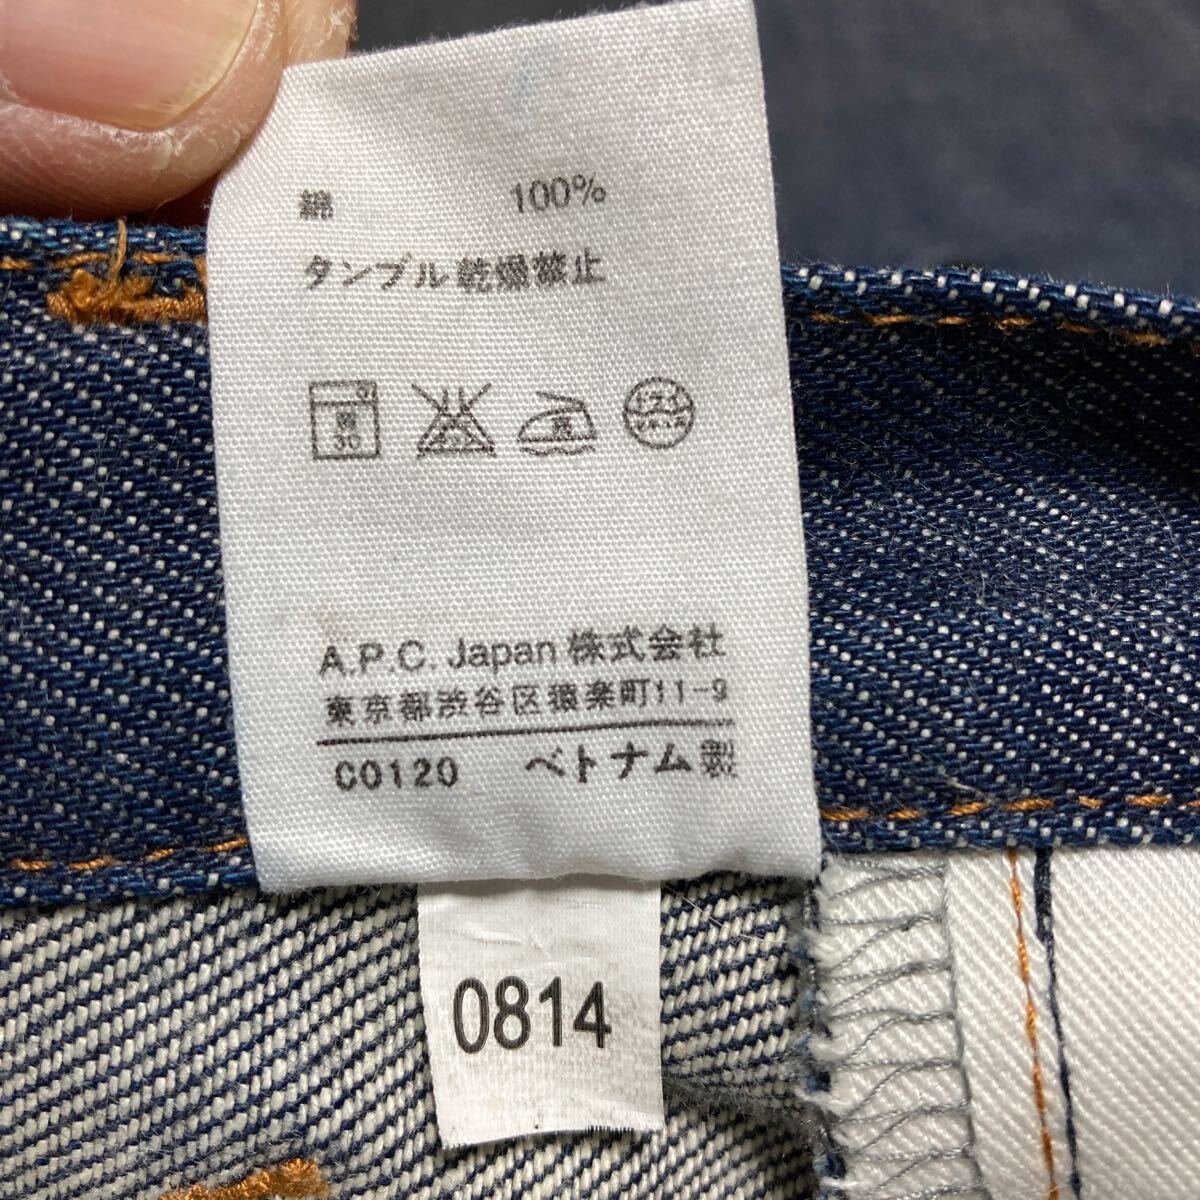 綿 100%
タンブル乾燥禁止
30
A.P.C. Japan 株式会社
東京都渋谷区猿楽町11-9
C0120 ベトナム製
0814